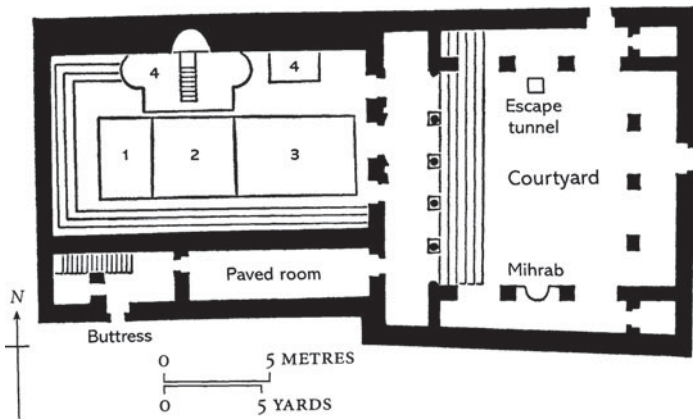 4
4
1
2
3
Escape
tunnel
Courtyard
Mihrab
Paved room
Buttress
N
0
5 METRES
0
5 YARDS